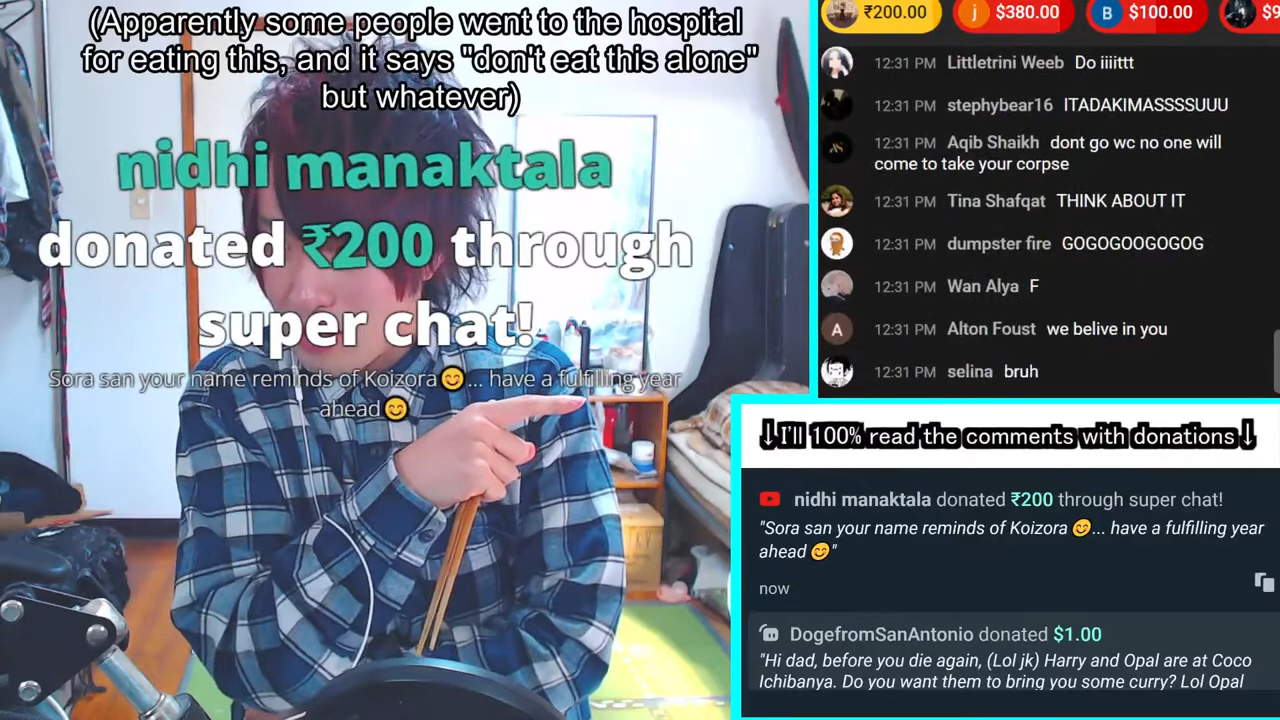 (Apparently some people went to the hospital
for eating this, and it says "don't eat this alone"
but whatever)
nidhi manaktala
donated ₹200 through
super chat!
Sora san your name reminds of Koizora😊... have a fulfilling year
ahead😊
₹200.00
j $380.00
B $100.00
12:31 PM Littletrini Weeb Do iiiittt
12:31 PM stephybear16 ITADAKIMASSSSUUU
12:31 PM Aqib Shaikh dont go wc no one will
come to take your corpse
12:31 PM Tina Shafqat THINK ABOUT IT
12:31 PM dumpster fire GOGOGOOGOGOG
12:31 PM Wan Alya F
A 12:31 PM Alton Foust we belive in you
12:31 PM selina bruh
↓I'll 100% read the comments with donations↓
nidhi manaktala donated ₹200 through super chat!
"Sora san your name reminds of Koizora 😊... have a fulfilling year
ahead 😊"
now
DogefromSanAntonio donated $1.00
"Hi dad, before you die again, (Lol jk) Harry and Opal are at Coco
Ichibanya. Do you want them to bring you some curry? Lol Opal